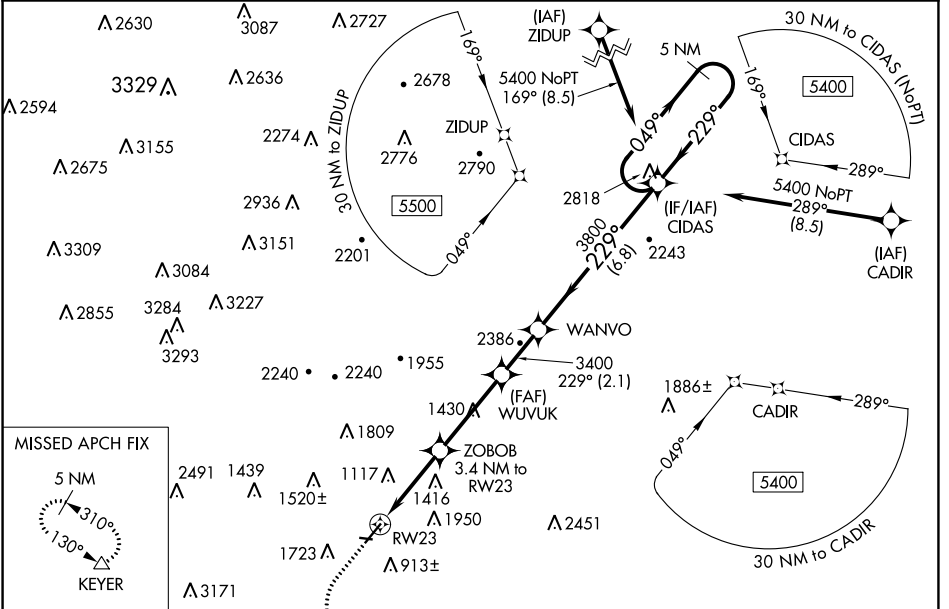 2630
3087
2727
(IAF)
ZIDUP
30 NM to CIDAS (NoPT)
5 NM
169°
3329
2636
2678
5400 NoPT
169° (8.5)
169°
5400
2594
049°
229°
2274
ZIDUP
CIDAS
3155
2776
2790
289°
2675
30 NM to ZIDUP
2818
5400 NoPT
289°
(8.5)
2936
5500
(IF/IAF)
CIDAS
3309
3151
2201
049°
3800
229°
(6.8)
2243
(IAF)
CADIR
3084
2855
3284
3227
3293
2386
WANVO
2240
2240
1955
3400
229° (2.1)
(FAF)
WUVUK
1886±
CADIR
289°
1430
049°
1809
MISSED APCH FIX
5 NM
310°
130°
KEYER
ZOBOB
3.4 NM to
RW23
2491
1439
1520±
1117
1416
5400
1950
2451
RW23
30 NM to CADIR
1723
913±
3171